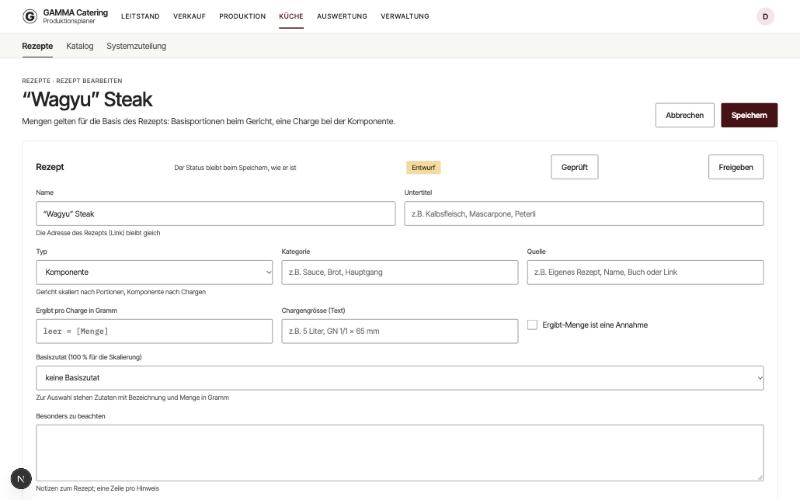 GAMMA Catering
Produktionsplaner
LEITSTAND VERKAUF PRODUKTION KÜCHE AUSWERTUNG VERWALTUNG
D
Rezepte Katalog Systemzuteilung
REZEPTE · REZEPT BEARBEITEN
“Wagyu” Steak
Mengen gelten für die Basis des Rezepts: Basisportionen beim Gericht, eine Charge bei der Komponente.
Abbrechen Speichern
Rezept Der Status bleibt beim Speichern, wie er ist Entwurf Geprüft Freigeben
Name Untertitel
“Wagyu” Steak z.B. Kalbsfleisch, Mascarpone, Peterli
Die Adresse des Rezepts (Link) bleibt gleich
Typ Kategorie Quelle
Komponente z.B. Sauce, Brot, Hauptgang z.B. Eigenes Rezept, Name, Buch oder Link
Gericht skaliert nach Portionen, Komponente nach Chargen
Ergibt pro Charge in Gramm Chargengrösse (Text)
leer = [Menge] z.B. 5 Liter, GN 1/1 × 65 mm Ergibt-Menge ist eine Annahme
Basiszutat (100 % für die Skalierung)
keine Basiszutat
Zur Auswahl stehen Zutaten mit Bezeichnung und Menge in Gramm
Besonders zu beachten
N
Notizen zum Rezept; eine Zeile pro Hinweis